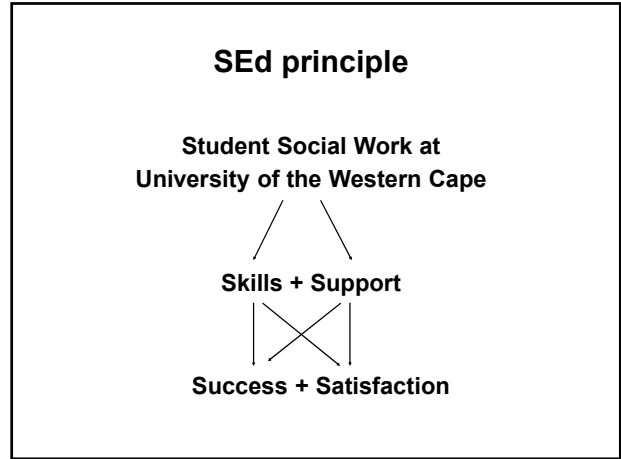 SEd principle
Student Social Work at
University of the Western Cape
Skills + Support
Success + Satisfaction